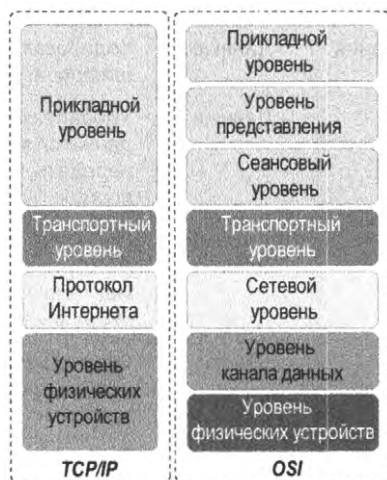 Прикладной
уровень
Транспортный
уровень
Протокол
Интернета
Уровень
физических
устройств
TCP/IP
Прикладной
уровень
Уровень
представления
Сеансовый
уровень
Транспортный
уровень
Сетевой
уровень
Уровень
канала данных
Уровень
физических устройств
OSI